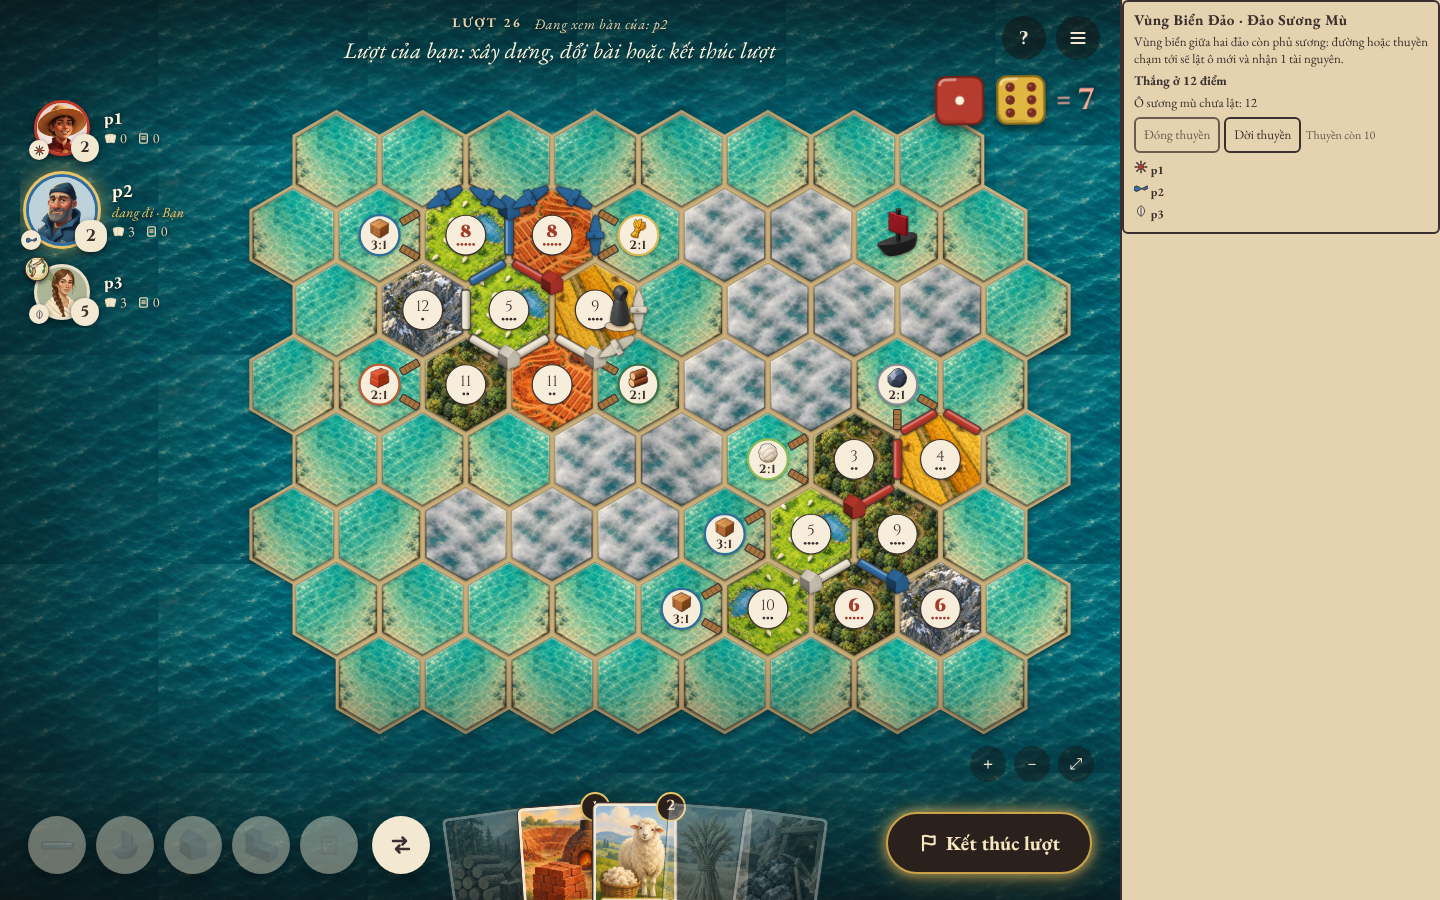 LƯỢT 26 Đang xem bàn của: p2
Lượt của bạn: xây dựng, đổi bài hoặc kết thúc lượt
?
= 7
p1
2
0 0
p2
đang đi · Bạn
2
3 0
p3
5
3 0
3:1
8
8
2:1
12
5
9
2:1
11
11
2:1
2:1
2:1
3
4
3:1
5
9
3:1
10
6
6
+ −
1
2
Kết thúc lượt
Vùng Biển Đảo · Đảo Sương Mù
Vùng biển giữa hai đảo còn phủ sương: đường hoặc thuyền
chạm tới sẽ lật ô mới và nhận 1 tài nguyên.
Thắng ở 12 điểm
Ô sương mù chưa lật: 12
Đóng thuyền Dời thuyền Thuyền còn 10
p1
p2
p3